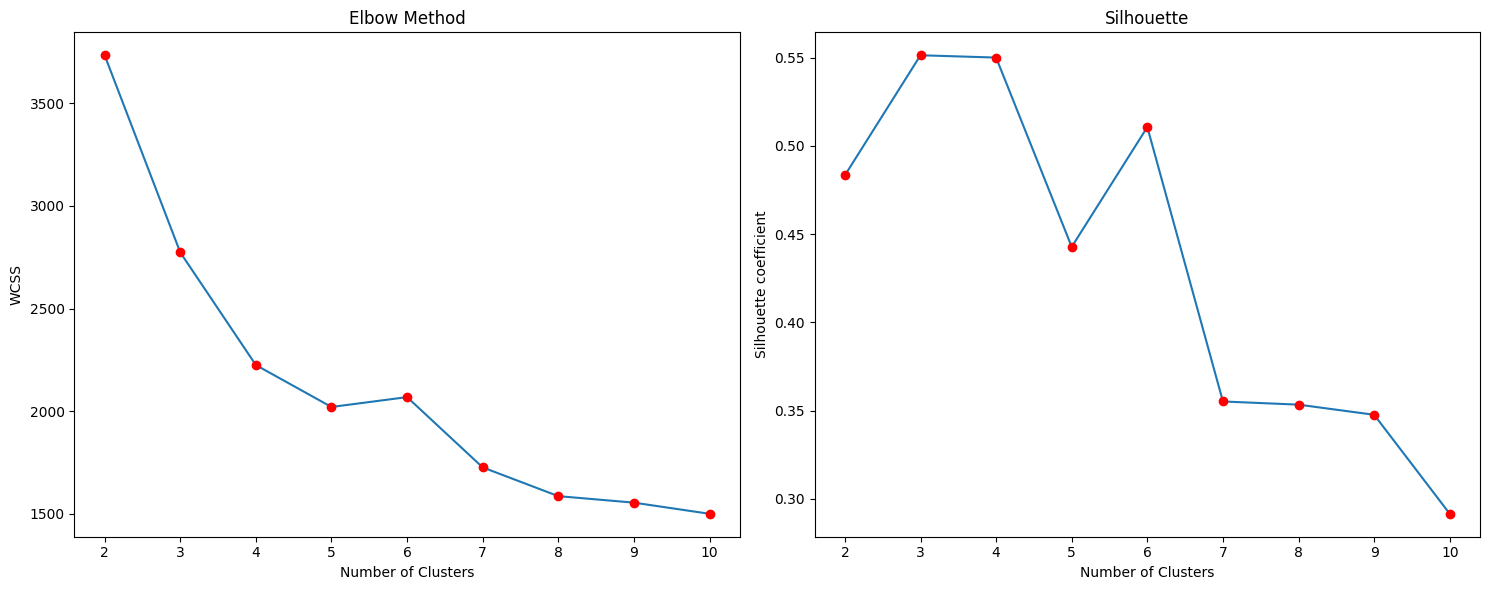 Elbow Method
WCSS
3500
3000
2500
2000
1500
2 3 4 5 6 7 8 9 10
Number of Clusters
Silhouette
Silhouette coefficient
0.55
0.50
0.45
0.40
0.35
0.30
2 3 4 5 6 7 8 9 10
Number of Clusters